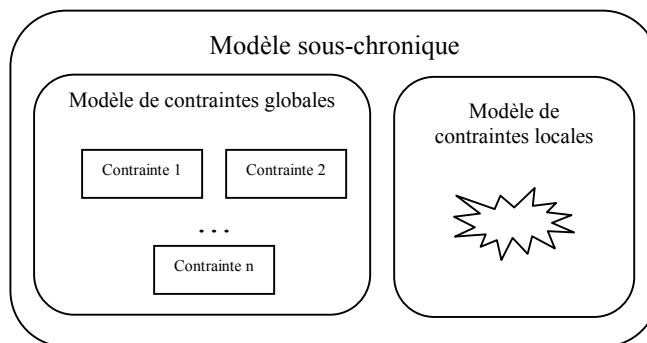 Modèle sous-chronique
Modèle de contraintes globales
Contrainte 1
Contrainte 2
...
Contrainte n
Modèle de
contraintes locales